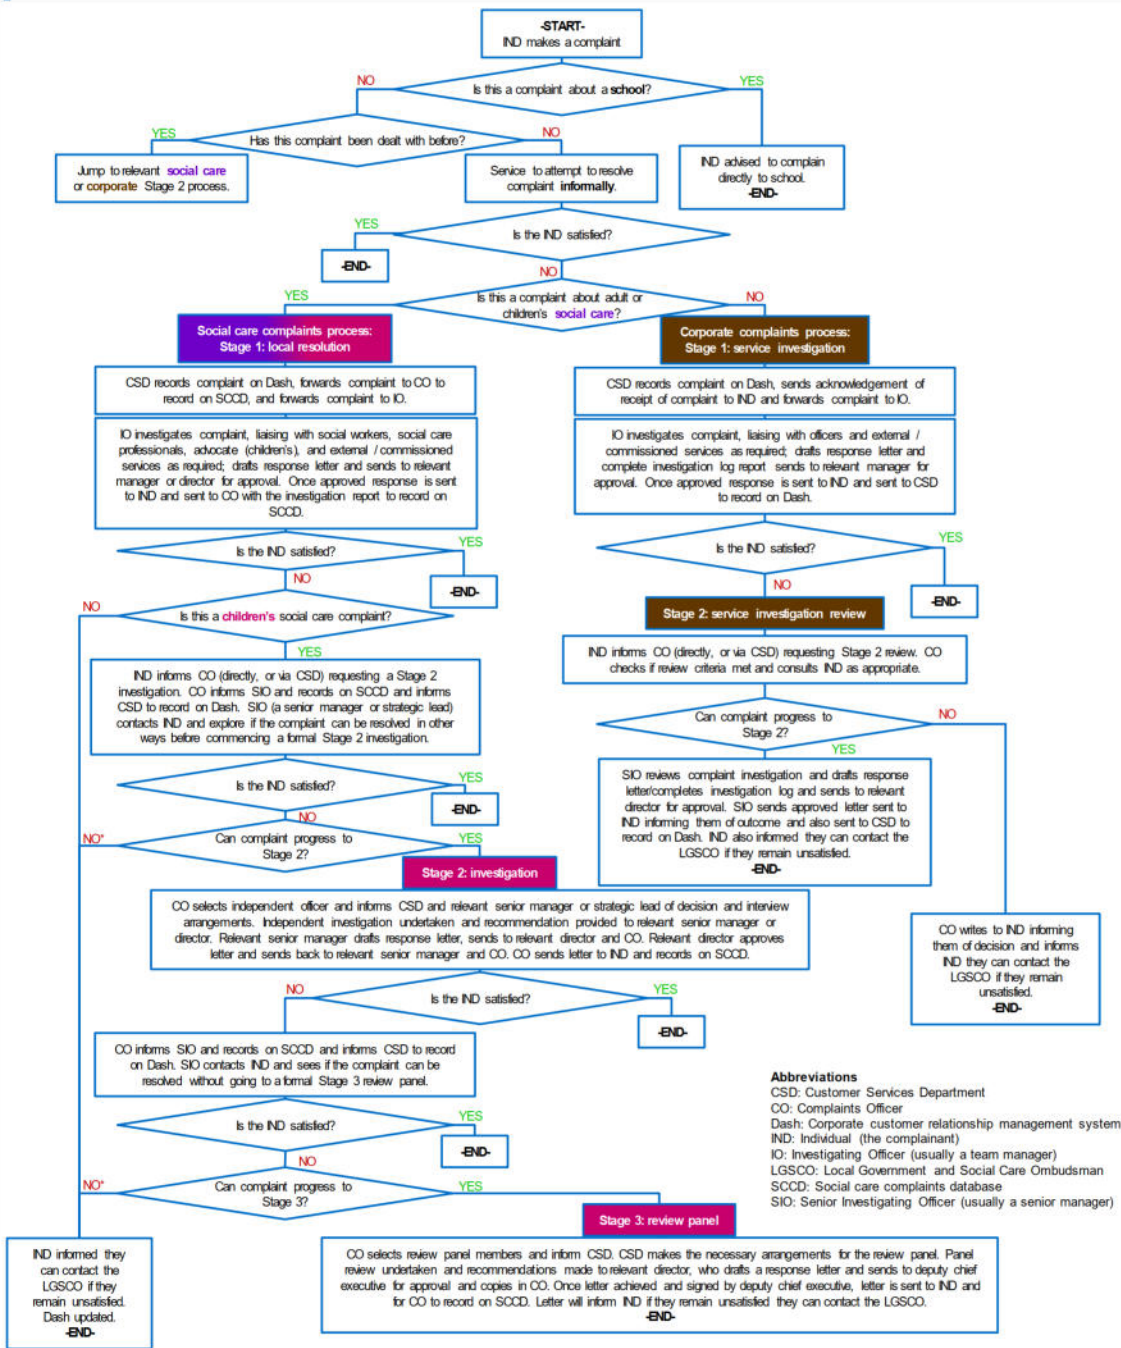 -START-
IND makes a complaint
Is this a complaint about a school?
NO
YES
Has this complaint been dealt with before?
YES
NO
Jump to relevant social care
or corporate Stage 2 process.
Service to attempt to resolve
complaint informally.
IND advised to complain
directly to school.
-END-
Is the IND satisfied?
YES
-END-
NO
Is this a complaint about adult or
children's social care?
YES
NO
Social care complaints process:
Stage 1: local resolution
CSD records complaint on Dash, forwards complaint to CO to
record on SCCD, and forwards complaint to IO.
IO investigates complaint, liaising with social workers, social care
professionals, advocate (children's), and external / commissioned
services as required; drafts response letter and sends to relevant
manager or director for approval. Once approved response is sent
to IND and sent to CO with the investigation report to record on
SCCD.
Is the IND satisfied?
YES
-END-
NO
Is this a children's social care complaint?
NO
YES
IND informs CO (directly, or via CSD) requesting a Stage 2
investigation. CO informs SIO and records on SCCD and informs
CSD to record on Dash. SIO (a senior manager or strategic lead)
contacts IND and explore if the complaint can be resolved in other
ways before commencing a formal Stage 2 investigation.
Is the IND satisfied?
YES
-END-
NO
Can complaint progress to
Stage 2?
NO*
YES
Corporate complaints process:
Stage 1: service investigation
CSD records complaint on Dash, sends acknowledgement of
receipt of complaint to IND and forwards complaint to IO.
IO investigates complaint, liaising with officers and external /
commissioned services as required; drafts response letter and
complete investigation log report sends to relevant manager for
approval. Once approved response is sent to IND and sent to CSD
to record on Dash.
Is the IND satisfied?
YES
-END-
NO
Stage 2: service investigation review
IND informs CO (directly, or via CSD) requesting Stage 2 review. CO
checks if review criteria met and consults IND as appropriate.
Can complaint progress to
Stage 2?
NO
YES
SIO reviews complaint investigation and drafts response
letter/completes investigation log and sends to relevant
director for approval. SIO sends approved letter sent to
IND informing them of outcome and also sent to CSD to
record on Dash. IND also informed they can contact the
LGSCO if they remain unsatisfied.
-END-
CO writes to IND informing
them of decision and informs
IND they can contact the
LGSCO if they remain
unsatisfied.
-END-
Stage 2: investigation
CO selects independent officer and informs CSD and relevant senior manager or strategic lead of decision and interview
arrangements. Independent investigation undertaken and recommendation provided to relevant senior manager or
director. Relevant senior manager drafts response letter, sends to relevant director and CO. Relevant director approves
letter and sends back to relevant senior manager and CO. CO sends letter to IND and records on SCCD.
Is the IND satisfied?
NO
YES
-END-
CO informs SIO and records on SCCD and informs CSD to record
on Dash. SIO contacts IND and sees if the complaint can be
resolved without going to a formal Stage 3 review panel.
Is the IND satisfied?
YES
-END-
NO
Can complaint progress to
Stage 3?
NO*
YES
Stage 3: review panel
CO selects review panel members and inform CSD. CSD makes the necessary arrangements for the review panel. Panel
review undertaken and recommendations made to relevant director, who drafts a response letter and sends to deputy chief
executive for approval and copies in CO. Once letter achieved and signed by deputy chief executive, letter is sent to IND and
for CO to record on SCCD. Letter will inform IND if they remain unsatisfied they can contact the LGSCO.
-END-
IND informed they
can contact the
LGSCO if they
remain unsatisfied.
Dash updated.
-END-
Abbreviations
CSD: Customer Services Department
CO: Complaints Officer
Dash: Corporate customer relationship management system
IND: Individual (the complainant)
IO: Investigating Officer (usually a team manager)
LGSCO: Local Government and Social Care Ombudsman
SCCD: Social care complaints database
SIO: Senior Investigating Officer (usually a senior manager)